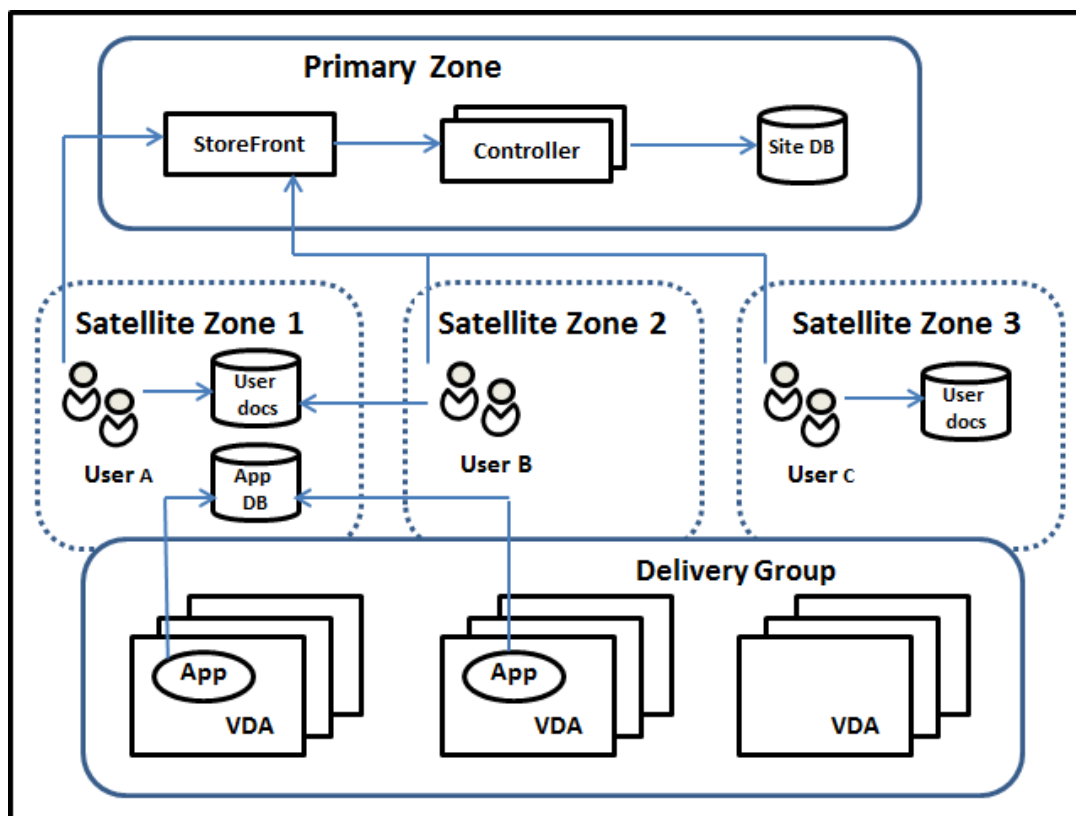 Primary Zone
StoreFront
Controller
Site DB
Satellite Zone 1
Satellite Zone 2
Satellite Zone 3
User
docs
User
docs
User A
User B
User C
App
DB
Delivery Group
App
App
VDA
VDA
VDA